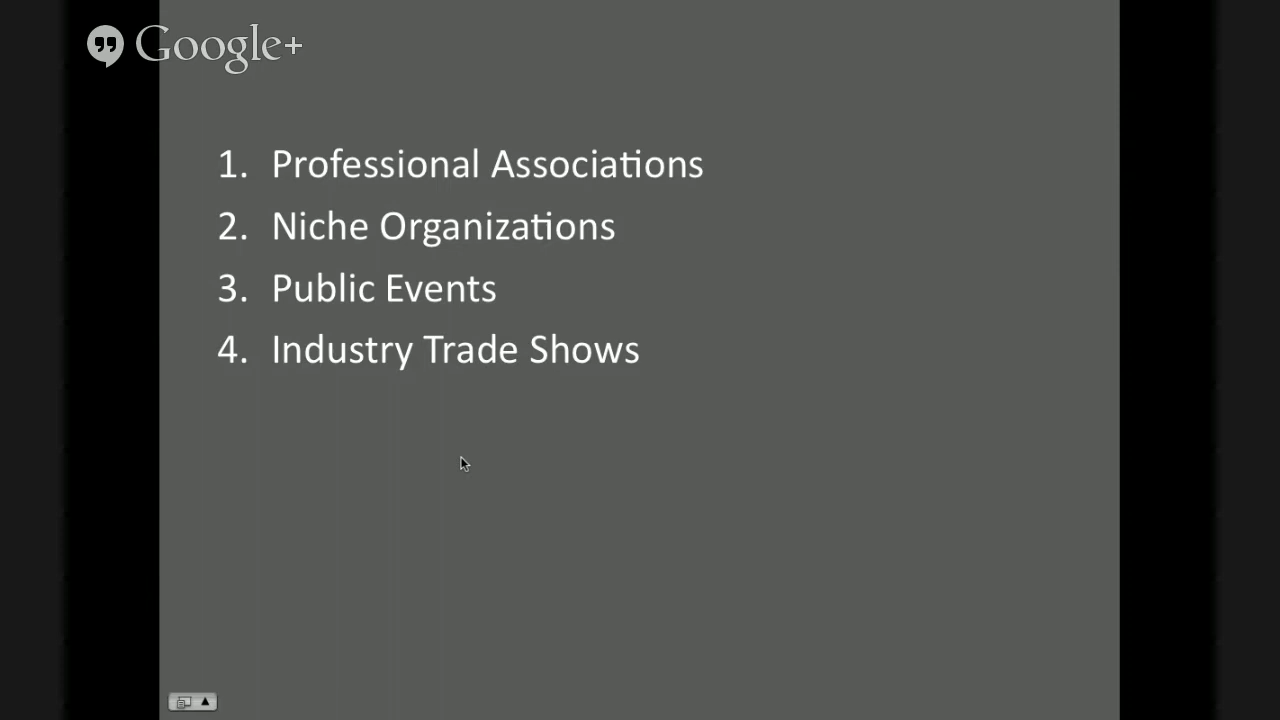 Google+
1. Professional Associations
2. Niche Organizations
3. Public Events
4. Industry Trade Shows